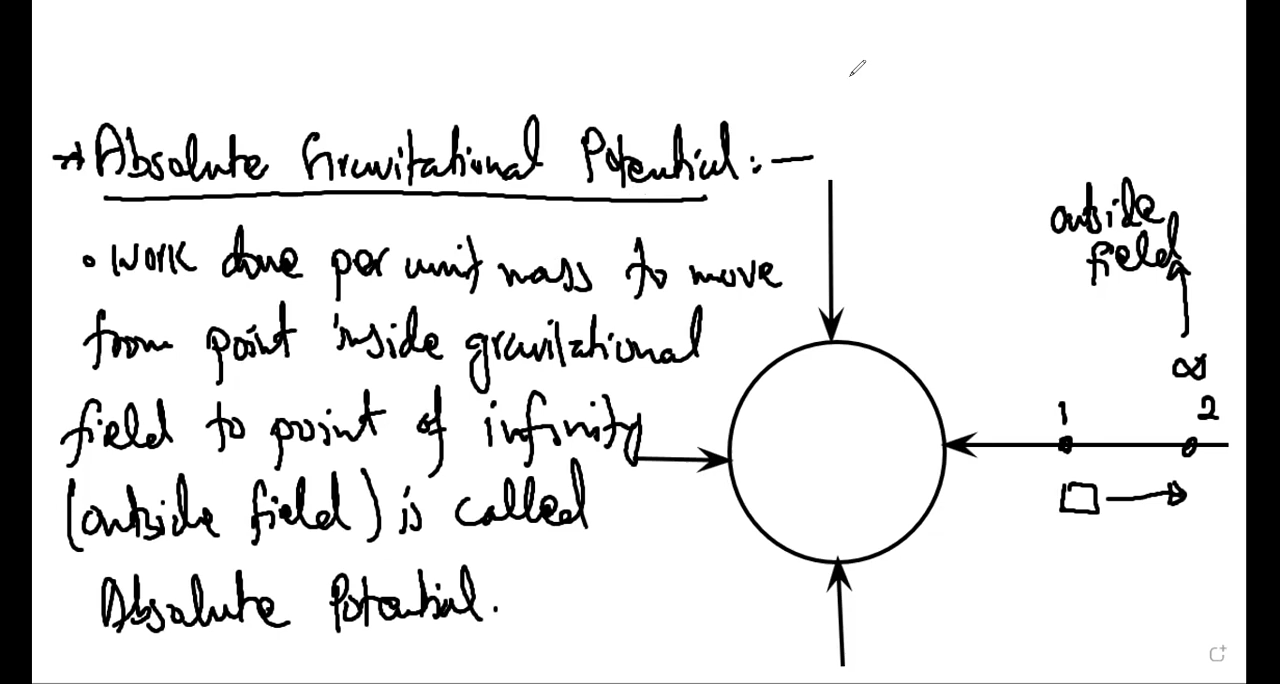 → Absolute Gravitational Potential:-
• Work done per unit mass to move
from point inside gravitational
field to point of infinity
(outside field) is called
Absolute Potential.
outside
field
∞
1 2